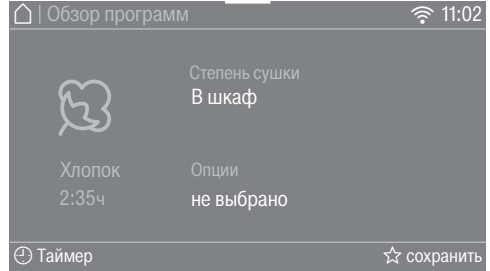 | Обзор программ 11:02
Степень сушки
В шкаф
Хлопок
2:35ч
Опции
не выбрано
Таймер
сохранить